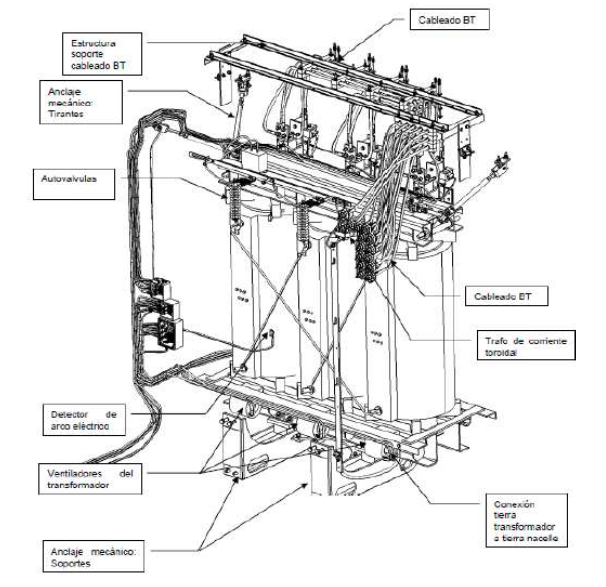 Cableado BT
Estructura
soporte
cableado BT
Anclaje
mecánico:
Tirantes
Autovalvulas
Cableado BT
Trafo de corriente
toroidal
Detector de
arco eléctrico
Ventiladores del
transformador
Conexión
tierra
transformador
a tierra nacelle
Anclaje mecánico:
Soportes